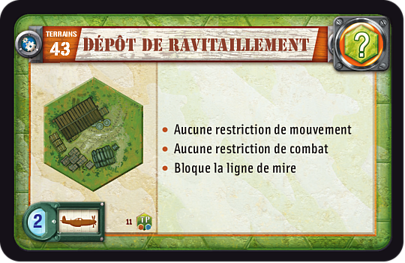 TERRAINS
43
DÉPÔT DE RAVITAILLEMENT
?
• Aucune restriction de mouvement
• Aucune restriction de combat
• Bloque la ligne de mire
2
11